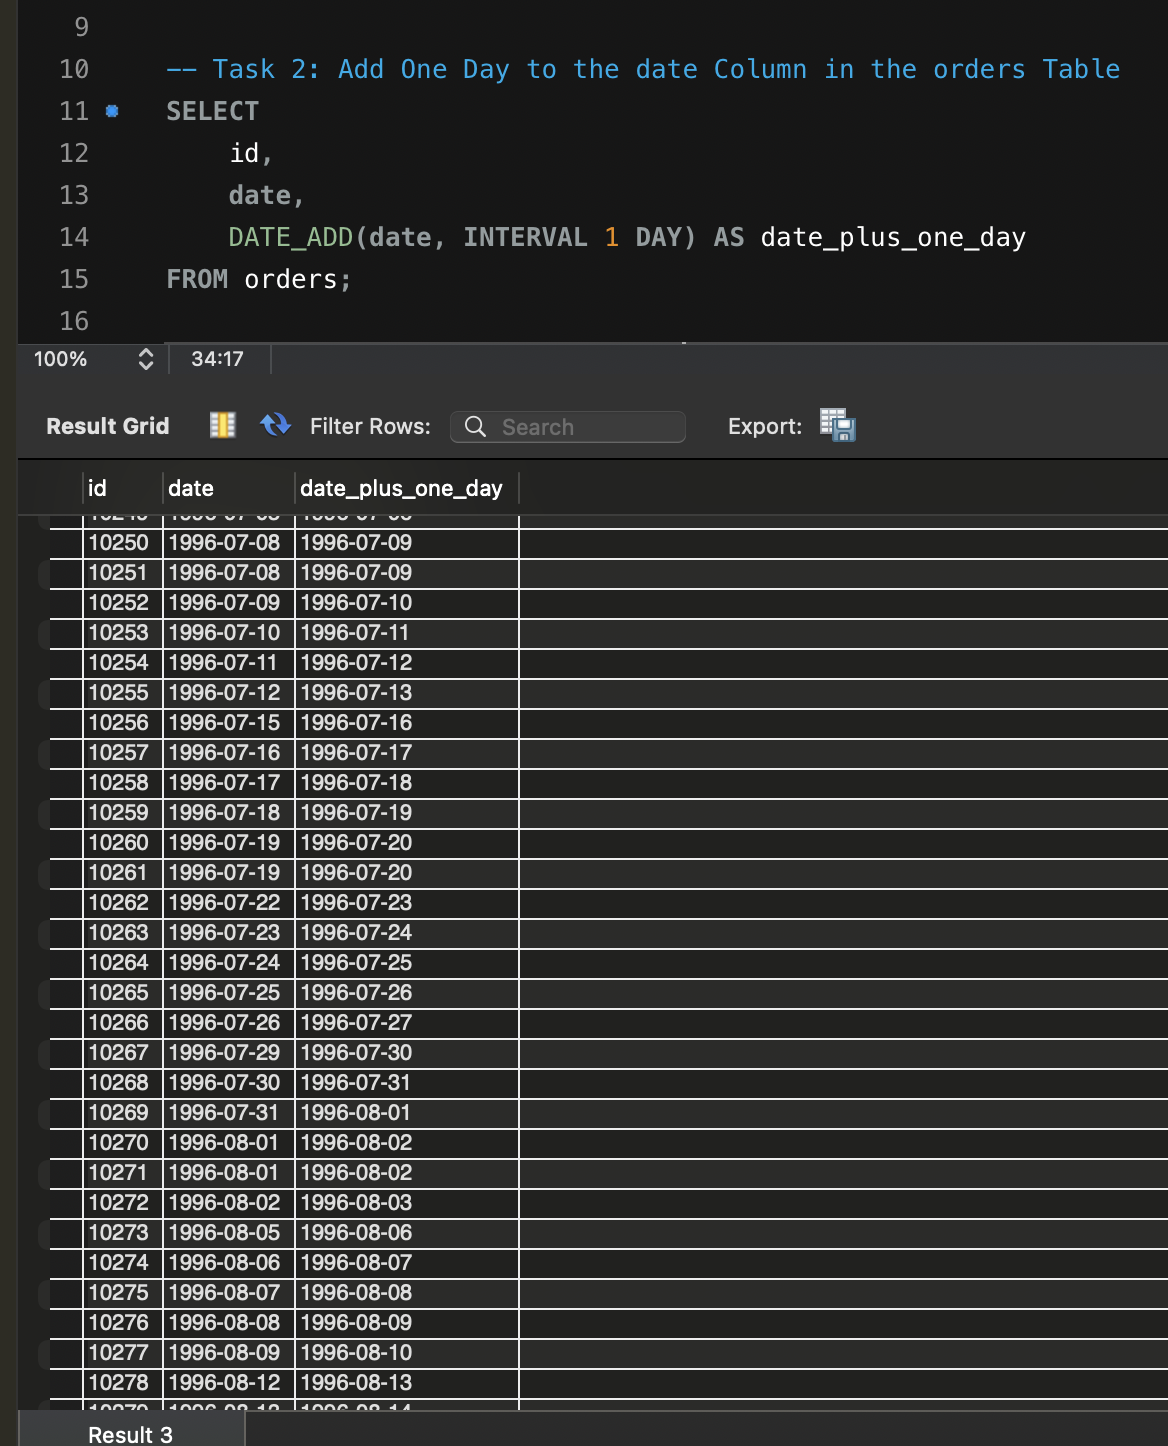 9
10 -- Task 2: Add One Day to the date Column in the orders Table
11 SELECT
12 id,
13 date,
14 DATE_ADD(date, INTERVAL 1 DAY) AS date_plus_one_day
15 FROM orders;
16
100% 34:17
Result Grid Filter Rows: Search Export:
id date date_plus_one_day
10250 1996-07-08 1996-07-09
10251 1996-07-08 1996-07-09
10252 1996-07-09 1996-07-10
10253 1996-07-10 1996-07-11
10254 1996-07-11 1996-07-12
10255 1996-07-12 1996-07-13
10256 1996-07-15 1996-07-16
10257 1996-07-16 1996-07-17
10258 1996-07-17 1996-07-18
10259 1996-07-18 1996-07-19
10260 1996-07-19 1996-07-20
10261 1996-07-19 1996-07-20
10262 1996-07-22 1996-07-23
10263 1996-07-23 1996-07-24
10264 1996-07-24 1996-07-25
10265 1996-07-25 1996-07-26
10266 1996-07-26 1996-07-27
10267 1996-07-29 1996-07-30
10268 1996-07-30 1996-07-31
10269 1996-07-31 1996-08-01
10270 1996-08-01 1996-08-02
10271 1996-08-01 1996-08-02
10272 1996-08-02 1996-08-03
10273 1996-08-05 1996-08-06
10274 1996-08-06 1996-08-07
10275 1996-08-07 1996-08-08
10276 1996-08-08 1996-08-09
10277 1996-08-09 1996-08-10
10278 1996-08-12 1996-08-13
Result 3